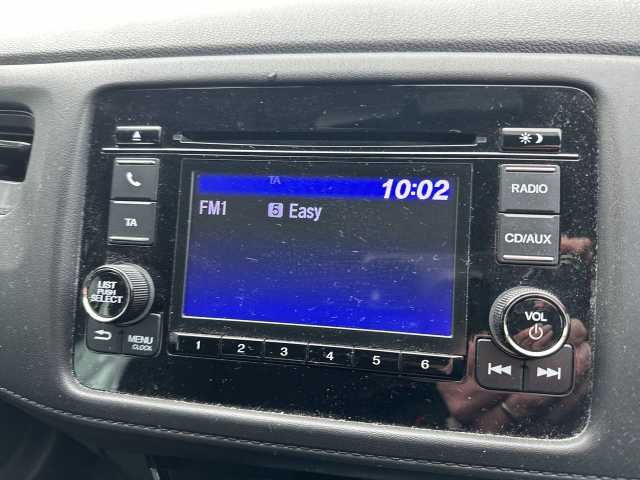 TA
10:02
FM1
5 Easy
TA
RADIO
CD/AUX
LIST
PUSH
SELECT
VOL
MENU
CLOCK
1
2
3
4
5
6